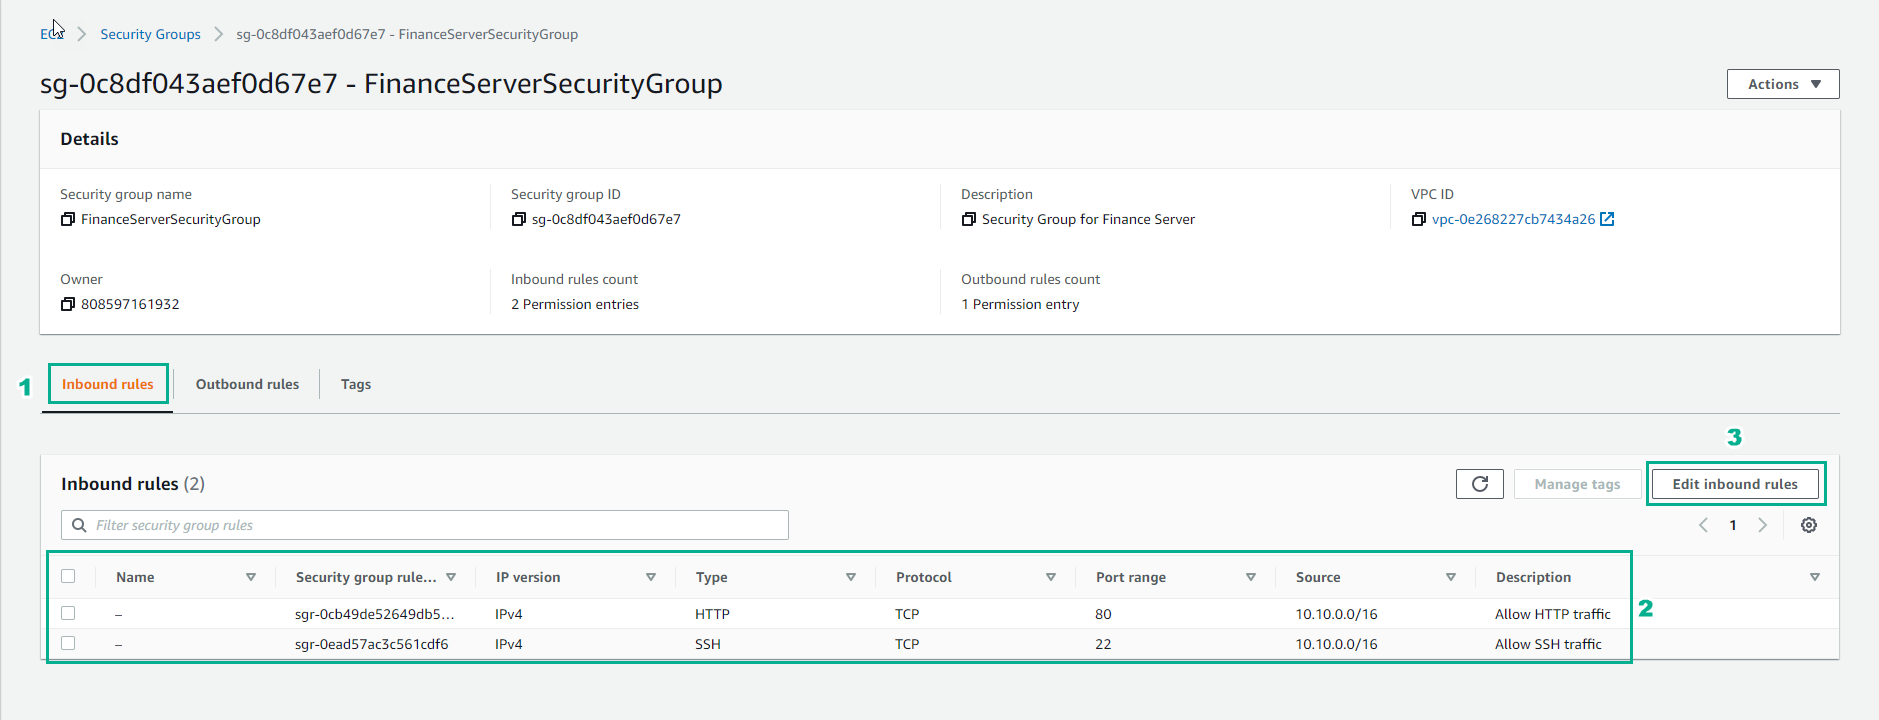 EC2 > Security Groups > sg-0c8df043aef0d67e7 - FinanceServerSecurityGroup
sg-0c8df043aef0d67e7 - FinanceServerSecurityGroup
Actions
Details
Security group name
FinanceServerSecurityGroup
Security group ID
sg-0c8df043aef0d67e7
Description
Security Group for Finance Server
VPC ID
vpc-0e268227cb7434a26
Owner
808597161932
Inbound rules count
2 Permission entries
Outbound rules count
1 Permission entry
1
Inbound rules
Outbound rules
Tags
3
Inbound rules (2)
Manage tags
Edit inbound rules
Filter security group rules
1
Name Security group rule... IP version Type Protocol Port range Source Description
– sgr-0cb49de52649db5... IPv4 HTTP TCP 80 10.10.0.0/16 Allow HTTP traffic
2
– sgr-0ead57ac3c561cdf6 IPv4 SSH TCP 22 10.10.0.0/16 Allow SSH traffic